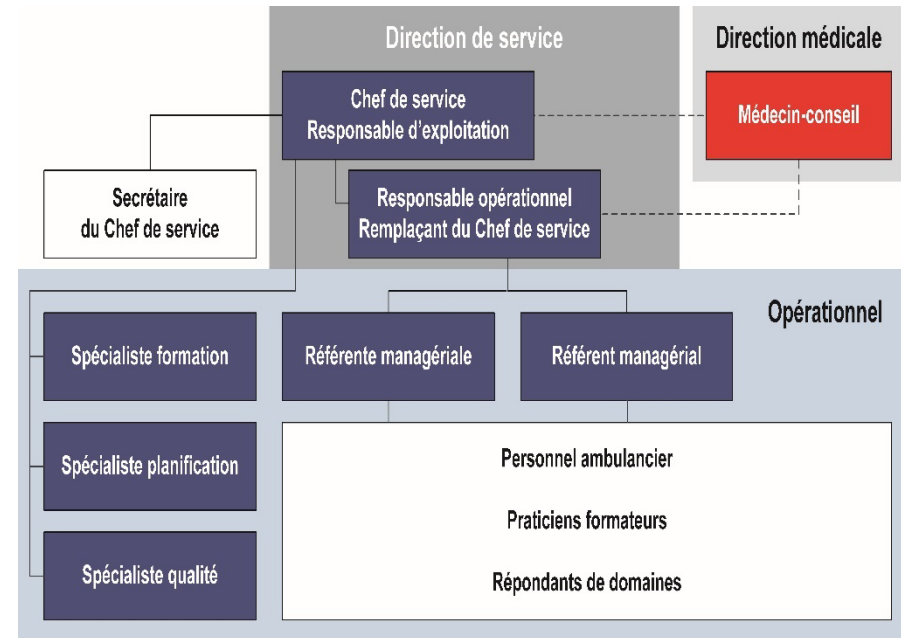 Direction de service
Direction médicale
Chef de service
Responsable d'exploitation
Médecin-conseil
Secrétaire
du Chef de service
Responsable opérationnel
Remplaçant du Chef de service
Opérationnel
Spécialiste formation
Référente managériale
Référent managérial
Spécialiste planification
Personnel ambulancier
Praticiens formateurs
Spécialiste qualité
Répondants de domaines